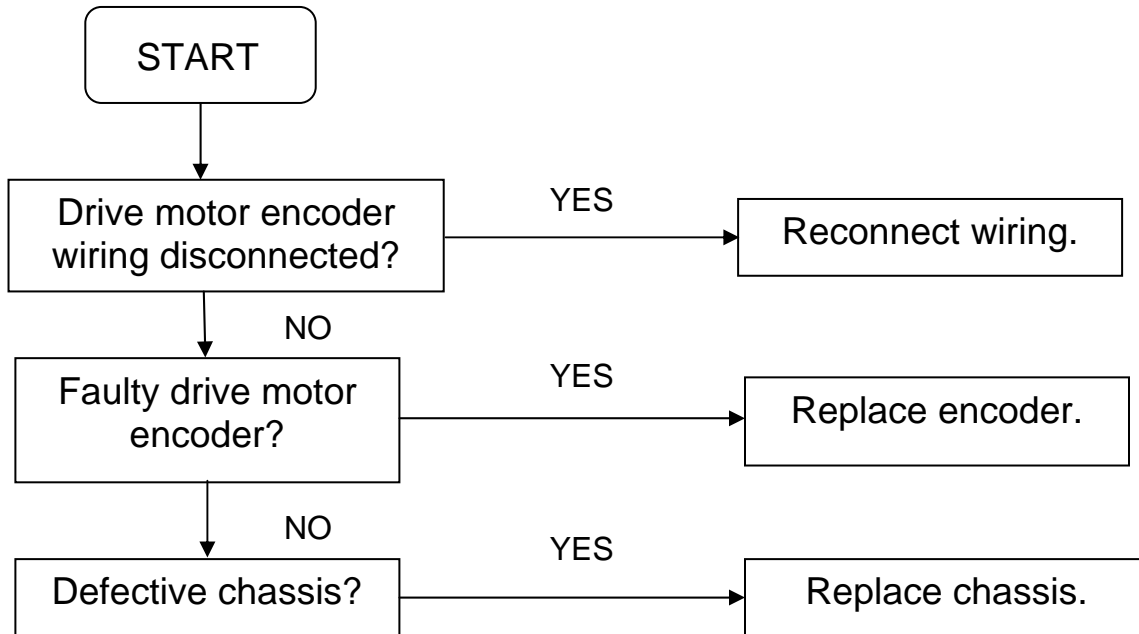 START
Drive motor encoder
wiring disconnected?
YES
Reconnect wiring.
NO
Faulty drive motor
encoder?
YES
Replace encoder.
NO
Defective chassis?
YES
Replace chassis.